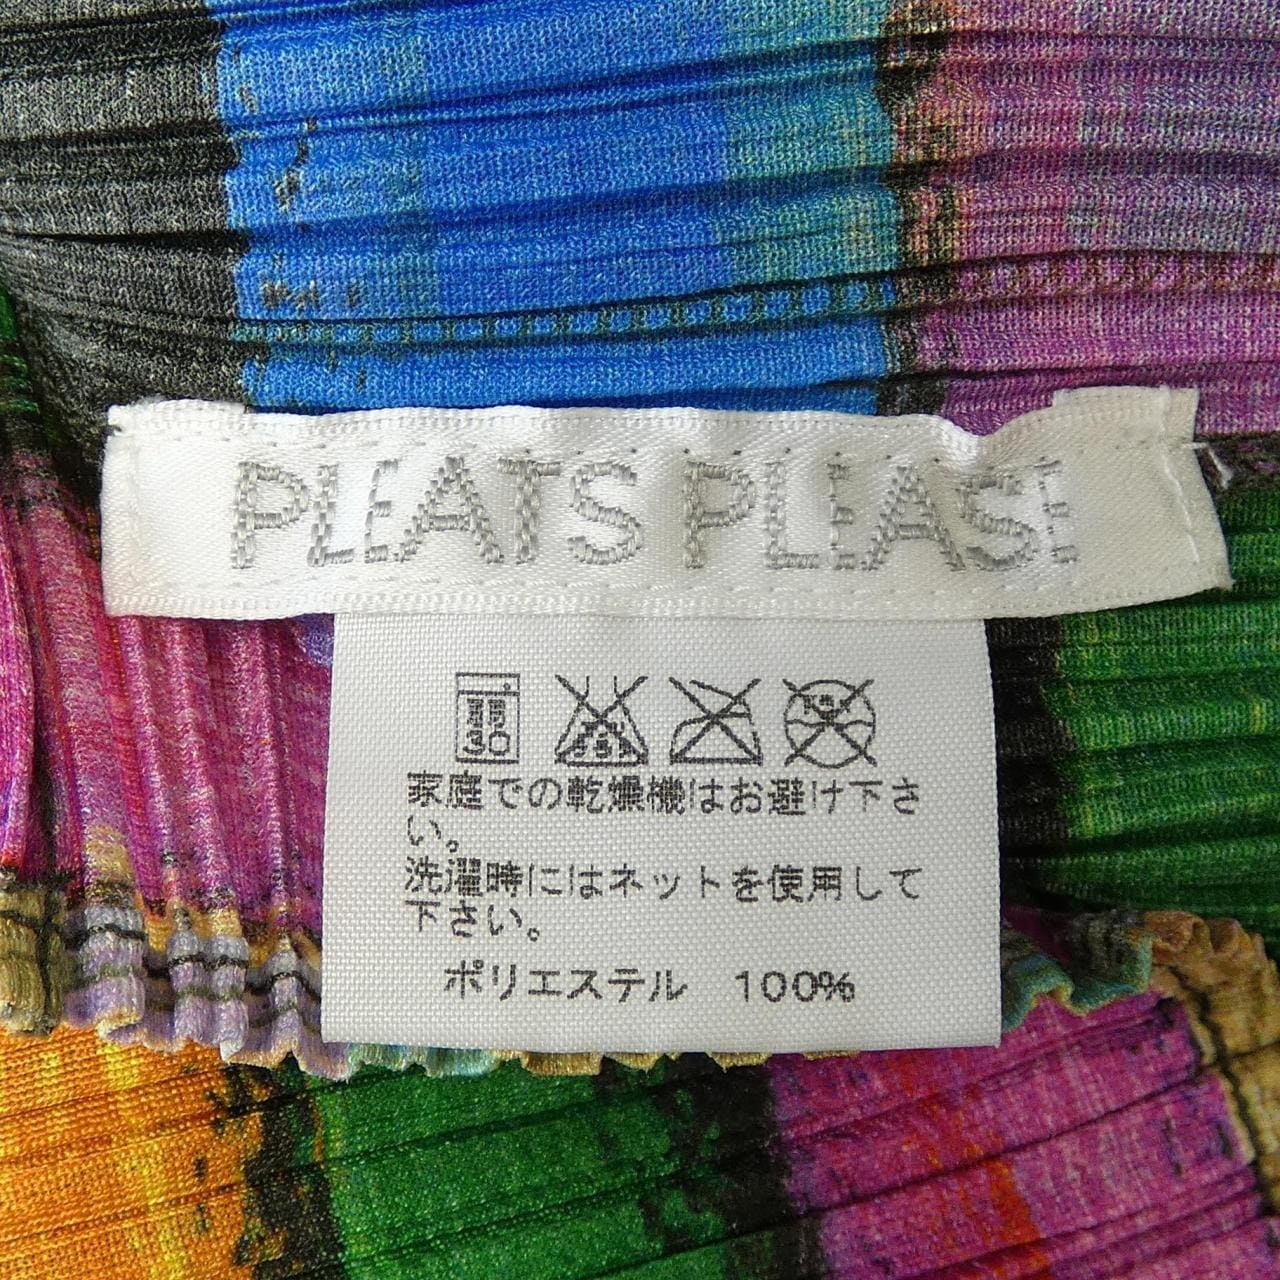 PLEATS PLEASE
弱
30
家庭での乾燥機はお避け下さ
い。
洗濯時にはネットを使用して
下さい。
ポリエステル 100%